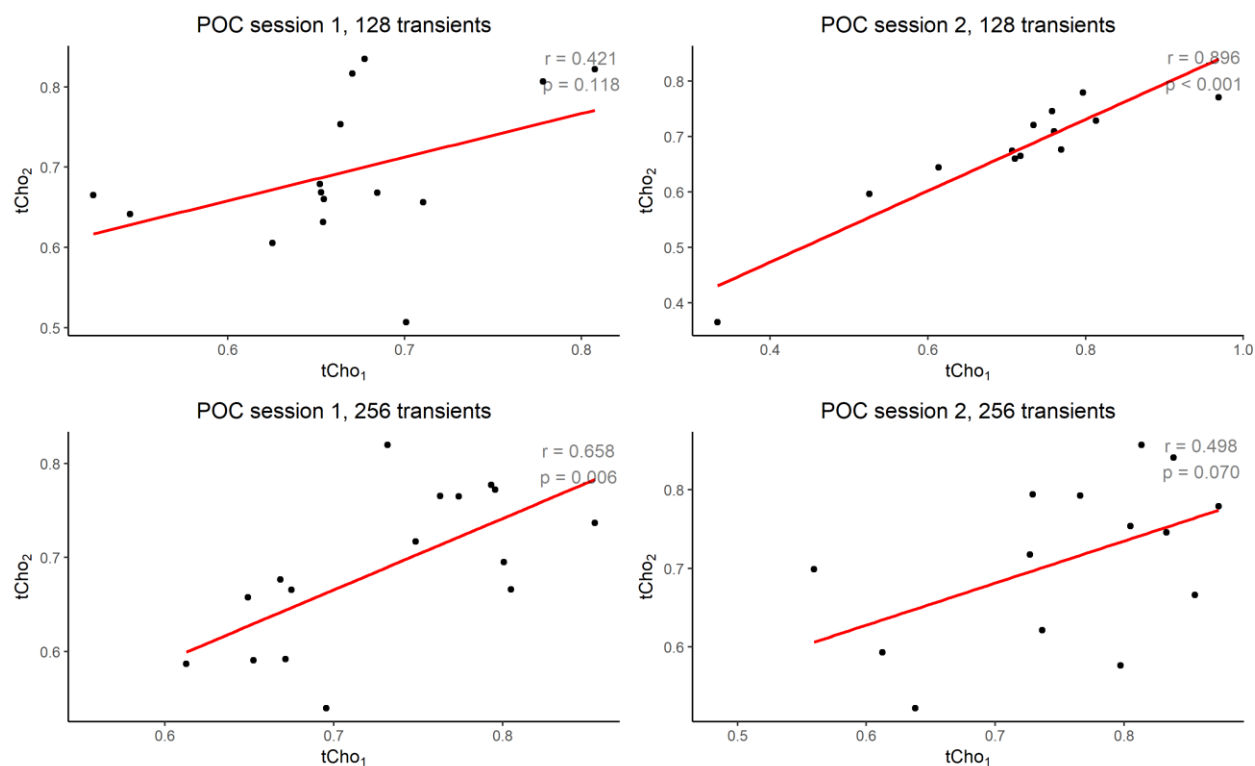 POC session 1, 128 transients
r = 0.421
p = 0.118
0.8
0.7
0.6
0.5
tCho₂
0.6
0.7
0.8
tCho₁
POC session 2, 128 transients
r = 0.896
p < 0.001
0.8
0.7
0.6
0.5
0.4
tCho₂
0.4
0.6
0.8
1.0
tCho₁
POC session 1, 256 transients
r = 0.658
p = 0.006
0.8
0.7
0.6
tCho₂
0.6
0.7
0.8
tCho₁
POC session 2, 256 transients
r = 0.498
p = 0.070
0.8
0.7
0.6
tCho₂
0.5
0.6
0.7
0.8
tCho₁